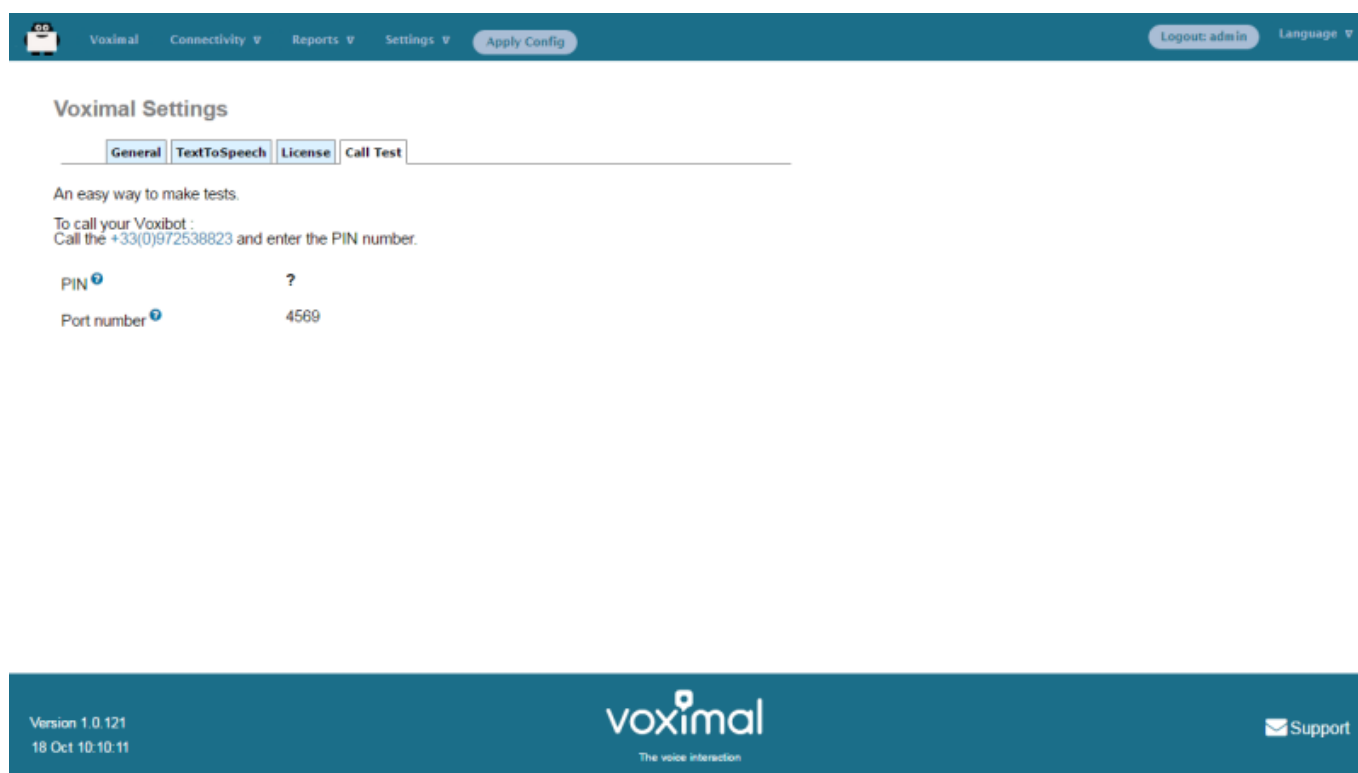 Voximal Connectivity ∇ Reports ∇ Settings ∇ Apply Config Logout: admin Language ∇
Voximal Settings
General TextToSpeech License Call Test
An easy way to make tests.
To call your Voxibot :
Call the +33(0)972538823 and enter the PIN number.
PIN ? ?
Port number ? 4569
voximal
Version 1.0.121
Support
18 Oct 10:10:11
The voice interaction